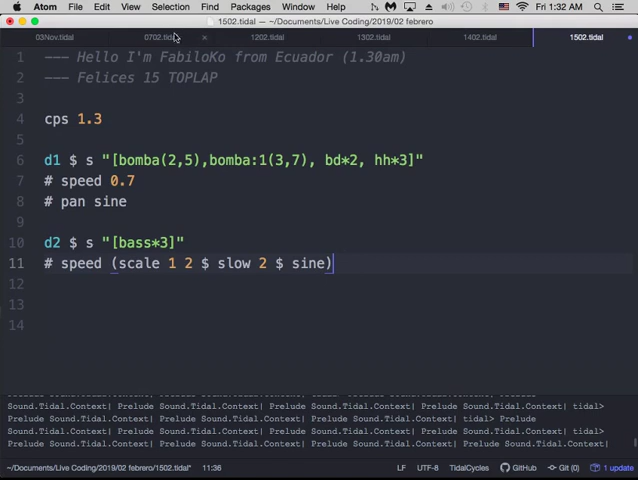 Atom File Edit View Selection Find Packages Window Help Fri 1:32 AM
1502.tidal — ~/Documents/Live Coding/2019/02 febrero
03Nov.tidal 0702.tidal 1202.tidal 1302.tidal 1402.tidal 1502.tidal
1 --- Hello I'm FabiloKo from Ecuador (1.30am)
2 --- Felices 15 TOPLAP
3
4 cps 1.3
5
6 d1 $ s "[bomba(2,5),bomba:1(3,7), bd*2, hh*3]"
7 # speed 0.7
8 # pan sine
9
10 d2 $ s "[bass*3]"
11 # speed (scale 1 2 $ slow 2 $ sine)
12
13
14
Sound.Tidal.Context| Prelude Sound.Tidal.Context| Prelude Sound.Tidal.Context| Prelude Sound.Tidal.Context| tidal>
Prelude Sound.Tidal.Context| Prelude Sound.Tidal.Context| Prelude Sound.Tidal.Context| tidal> Prelude
Sound.Tidal.Context| Prelude Sound.Tidal.Context| Prelude Sound.Tidal.Context| Prelude Sound.Tidal.Context| tidal>
Prelude Sound.Tidal.Context| Prelude Sound.Tidal.Context| Prelude Sound.Tidal.Context| Prelude Sound.Tidal.Context|
~/Documents/Live Coding/2019/02 febrero/1502.tidal* 11:36 LF UTF-8 TidalCycles GitHub Git (0) 1 update